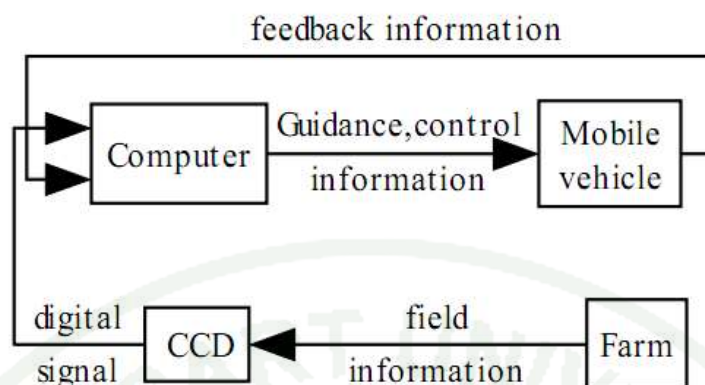 feedback information
Guidance,control
information
Computer
Mobile
vehicle
digital
signal
CCD
field
information
Farm